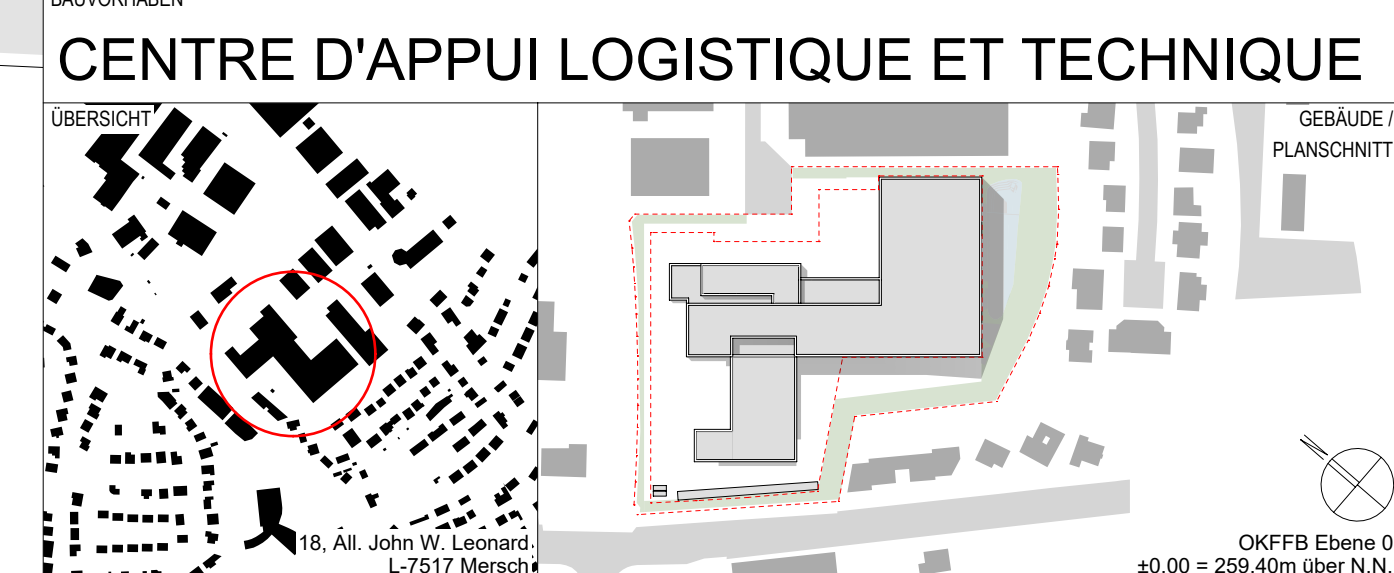 BAUVORHABEN
CENTRE D'APPUI LOGISTIQUE ET TECHNIQUE
ÜBERSICHT
18, All. John W. Leonard
L-7517 Mersch
GEBÄUDE /
PLANSCHNITT
OKFFB Ebene 0
±0.00 = 259.40m über N.N.